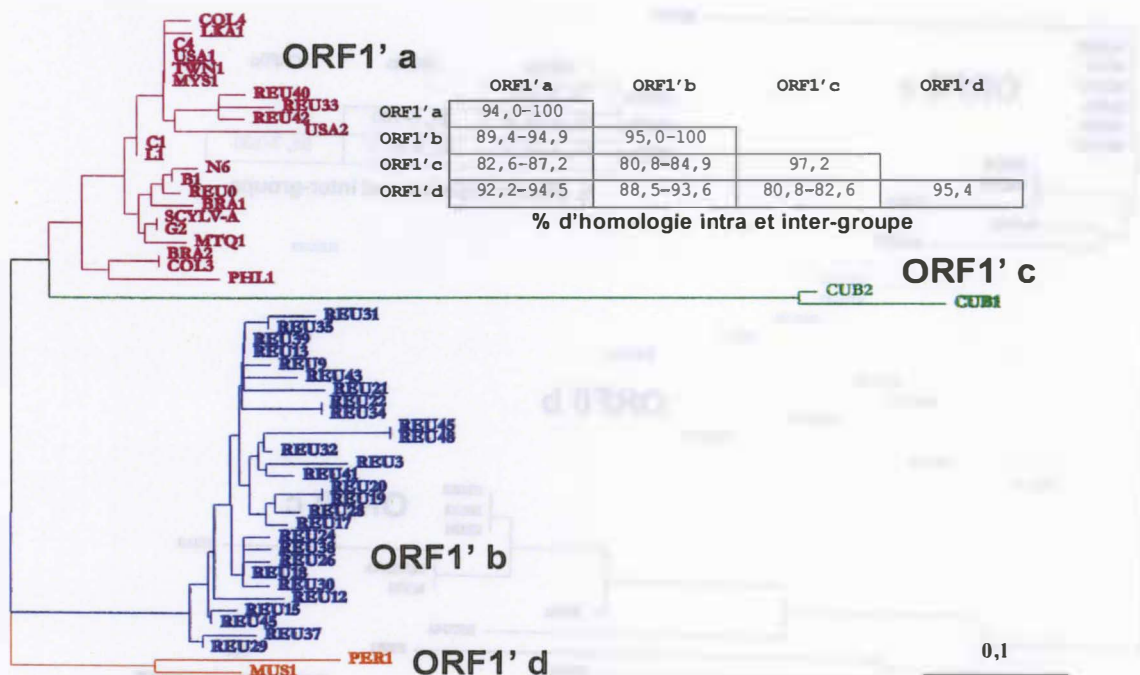 COL4
LKA1
C4
ORF1' a
USA1
TWN1
MYS1
ORF1'a ORF1'b ORF1'c ORF1'd
REU40
REU33
ORF1'a 94,0-100
REU42
USA2
ORF1'b 89,4-94,9 95,0-100
C1
L1
ORF1'c 82,6-87,2 80,8-84,9 97,2
N6
B1
REU0
ORF1'd 92,2-94,5 88,5-93,6 80,8-82,6 95,4
BRA1
SCYLV-A
% d'homologie intra et inter-groupe
G2
MTQ1
BRA2
COL3
ORF1' c
PHL1
CUB2
CUB1
REU31
REU35
REU39
REU13
REU9
REU43
REU21
REU22
REU34
REU45
REU48
REU32
REU3
REU41
REU20
REU19
REU25
REU17
REU24
REU38
ORF1' b
REU26
REU18
REU30
REU12
REU15
REU45
REU37
REU29
0,1
PER1
ORF1' d
MUS1